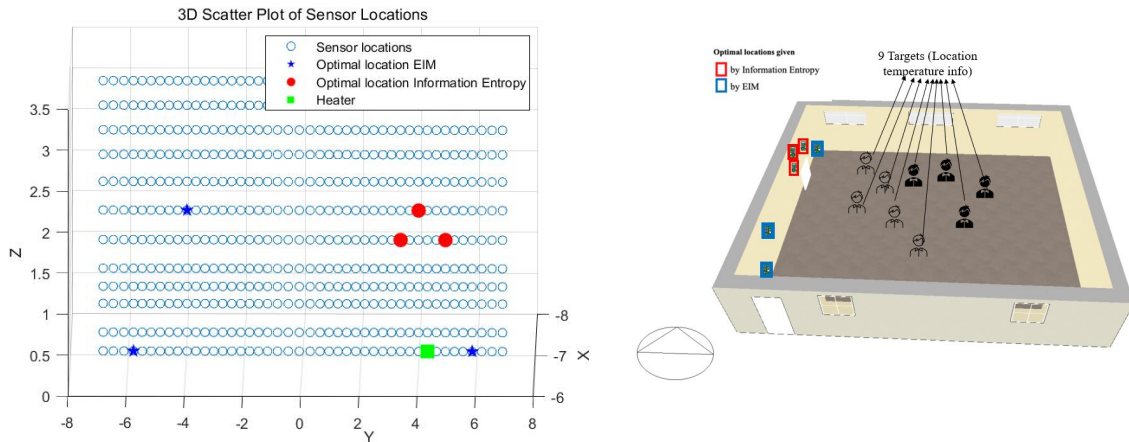 3D Scatter Plot of Sensor Locations
Sensor locations
Optimal location EIM
Optimal location Information Entropy
Heater
3.5
3
2.5
2
1.5
1
0.5
0
Z
-8
-7
-6
X
-8
-6
-4
-2
0
2
4
6
8
Y
Optimal locations given
by Information Entropy
by EIM
9 Targets (Location
temperature info)